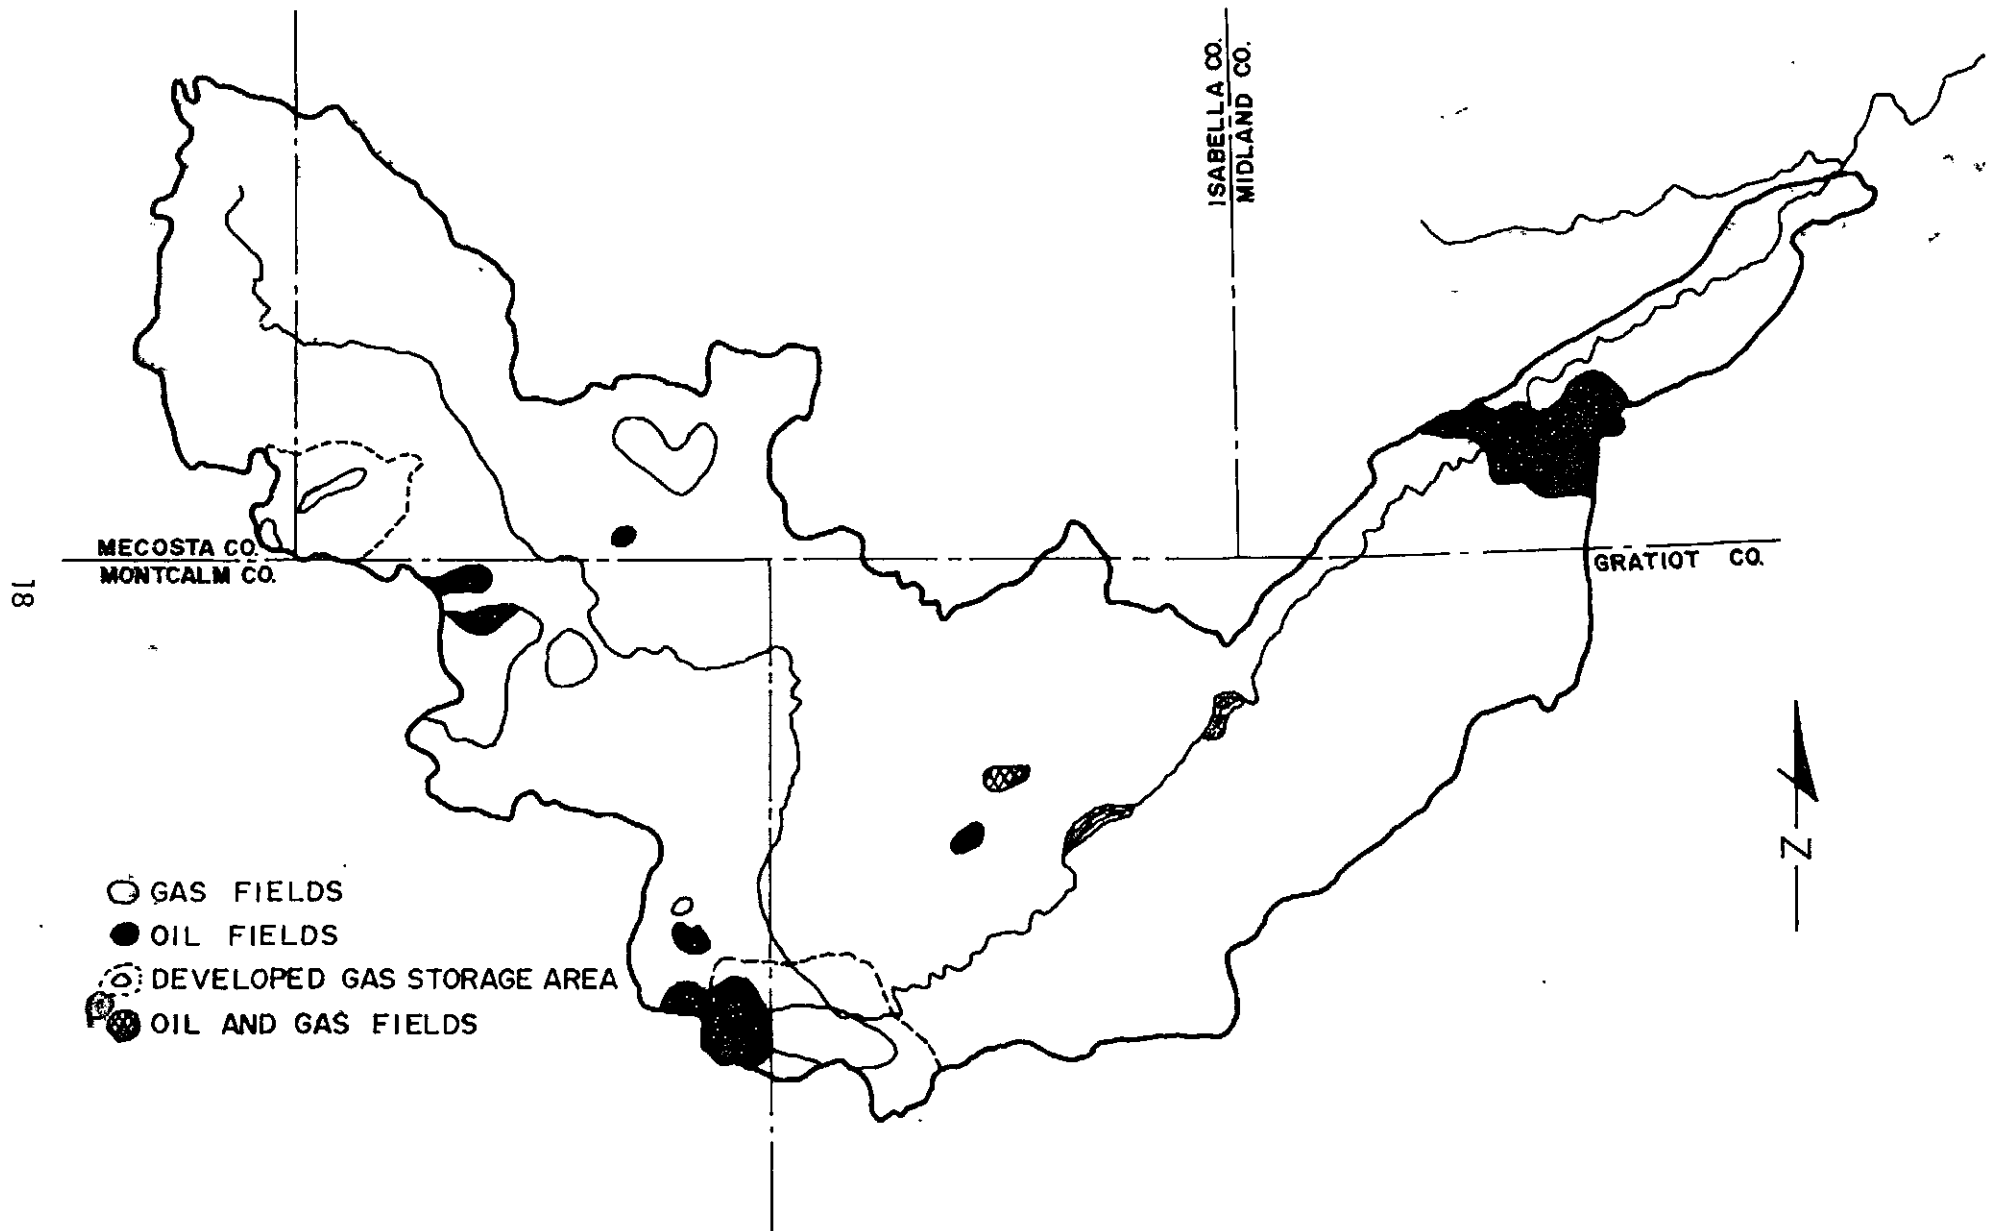 ISABELLA CO.
MIDLAND CO.
MECOSTA CO.
MONTCALM CO.
GRATIOT CO.
18
N
GAS FIELDS
OIL FIELDS
DEVELOPED GAS STORAGE AREA
OIL AND GAS FIELDS